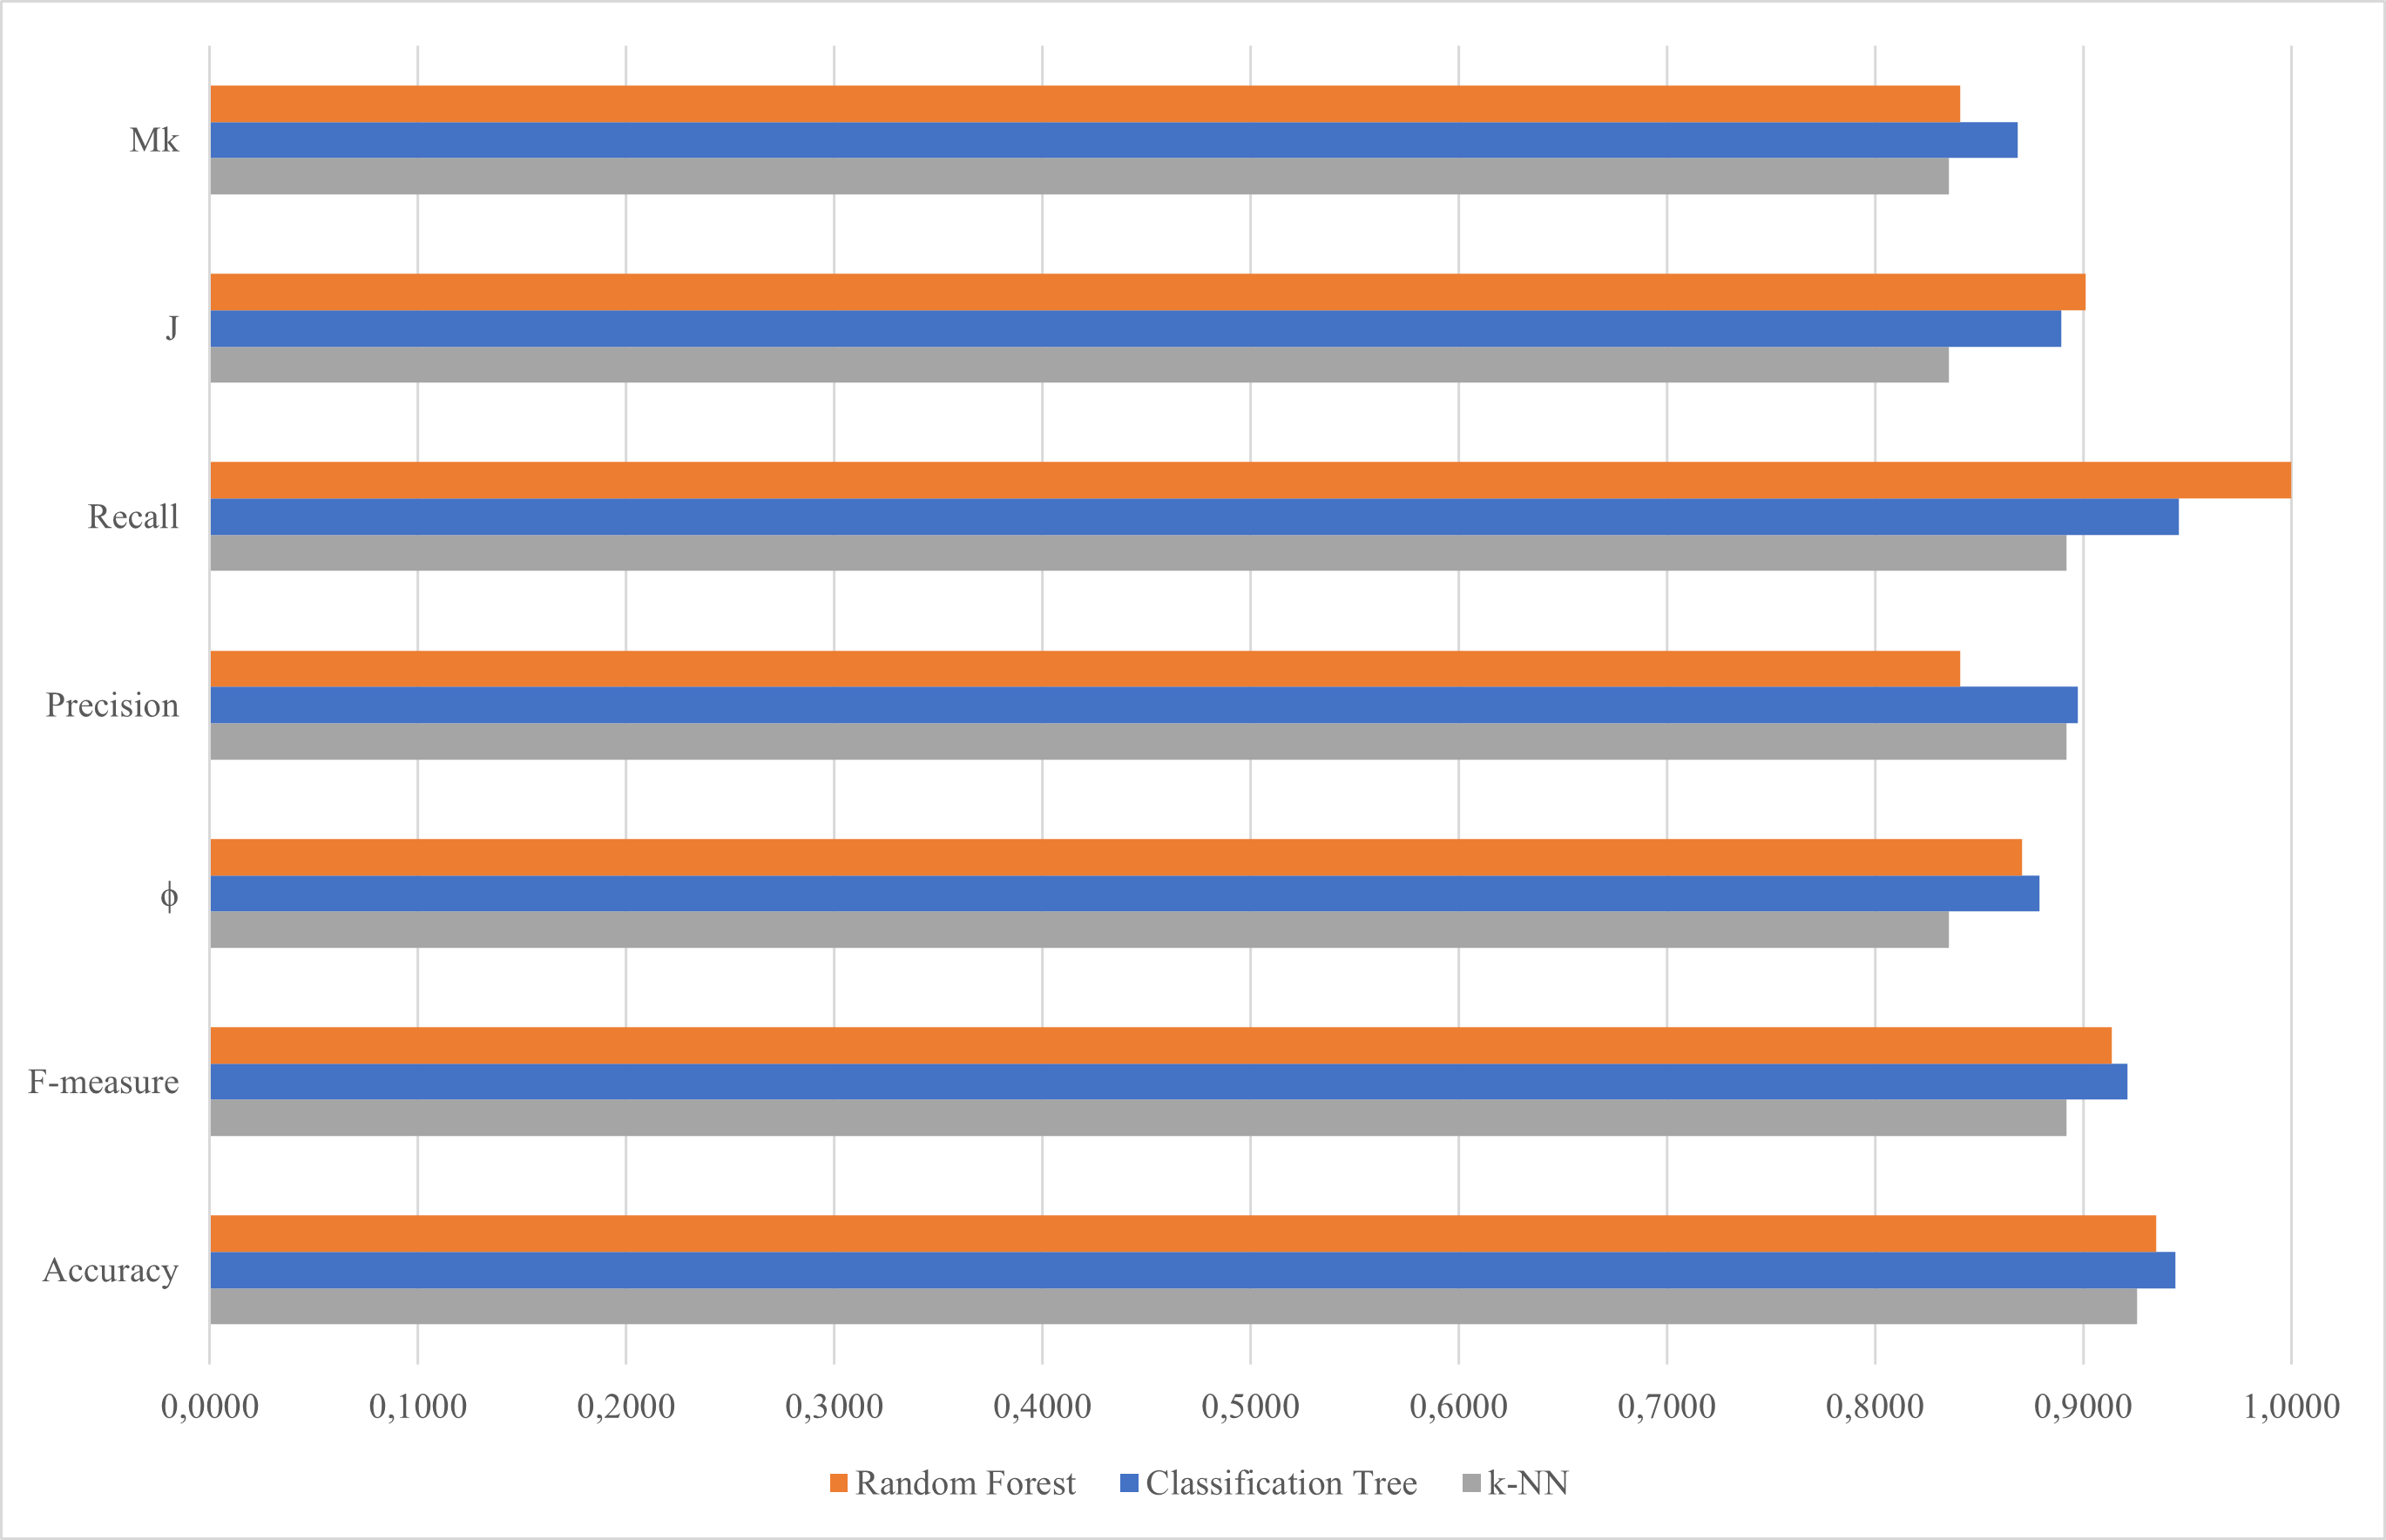 Mk
J
Recall
Precision
ϕ
F-measure
Accuracy
0,0000 0,1000 0,2000 0,3000 0,4000 0,5000 0,6000 0,7000 0,8000 0,9000 1,0000
Random Forest Classification Tree k-NN